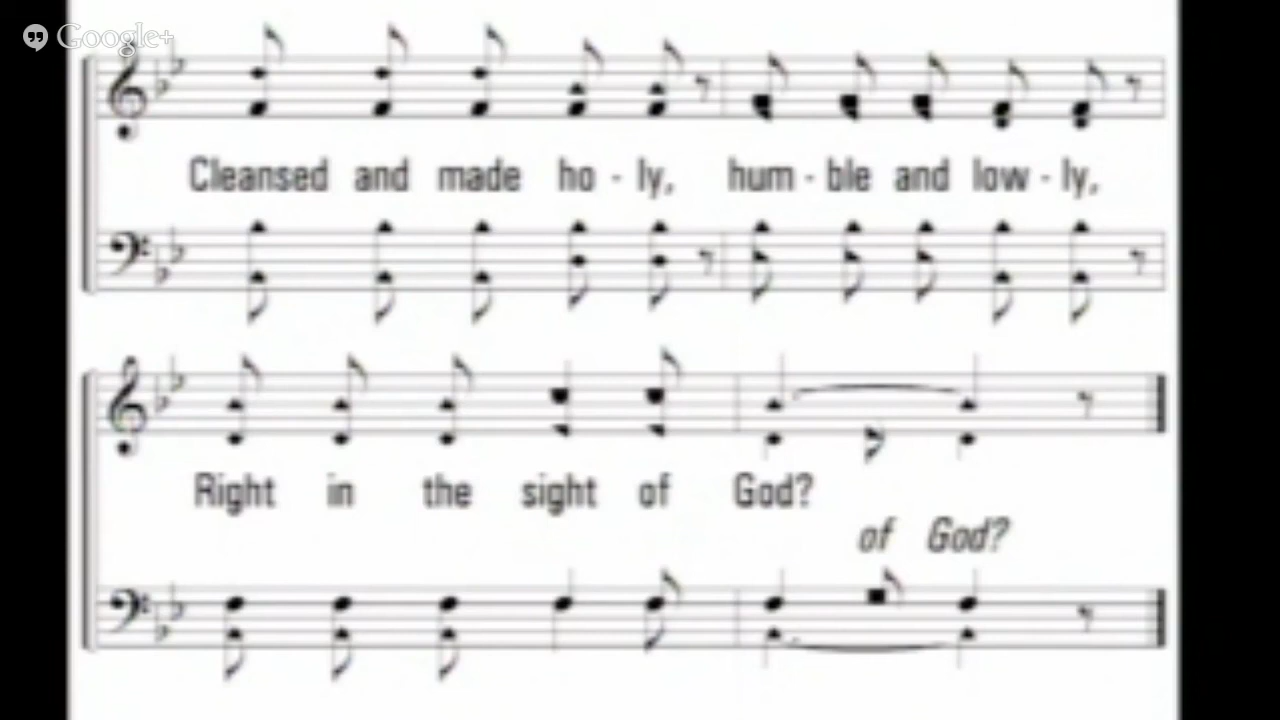 Google+
Cleansed and made ho - ly, hum - ble and low - ly,
Right in the sight of God?
of God?